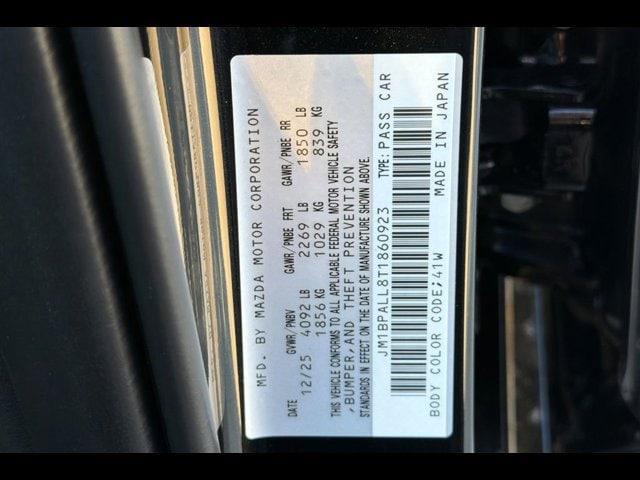 MFD. BY MAZDA MOTOR CORPORATION
DATE GVWR/PNBV GAWR/PNBE FRT GAWR/PNBE RR
12/25 4092 LB 2269 LB 1850 LB
1856 KG 1029 KG 839 KG
THIS VEHICLE CONFORMS TO ALL APPLICABLE FEDERAL MOTOR VEHICLE SAFETY
,BUMPER,AND THEFT PREVENTION
STANDARDS IN EFFECT ON THE DATE OF MANUFACTURE SHOWN ABOVE.
JM1BPALL8T1860923 TYPE: PASS CAR
BODY COLOR CODE;41W MADE IN JAPAN